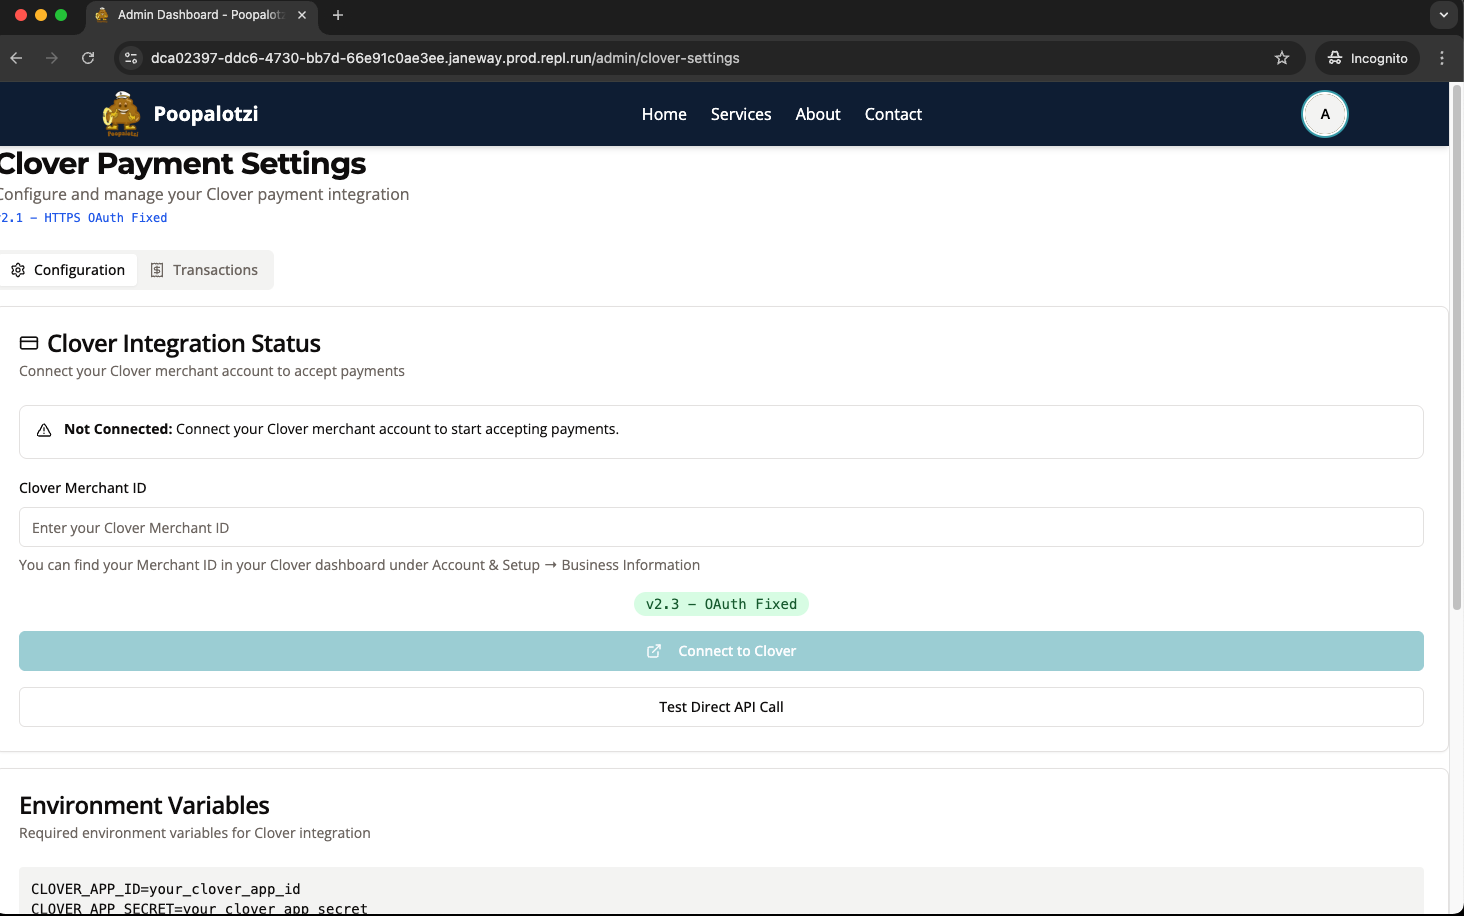 Admin Dashboard - Poopalotz
dca02397-ddc6-4730-bb7d-66e91c0ae3ee.janeway.prod.repl.run/admin/clover-settings
Incognito
Poopalotzi
Poopalotzi
Home
Services
About
Contact
A
Clover Payment Settings
Configure and manage your Clover payment integration
v2.1 – HTTPS OAuth Fixed
Configuration
Transactions
Clover Integration Status
Connect your Clover merchant account to accept payments
Not Connected: Connect your Clover merchant account to start accepting payments.
Clover Merchant ID
Enter your Clover Merchant ID
You can find your Merchant ID in your Clover dashboard under Account & Setup → Business Information
v2.3 – OAuth Fixed
Connect to Clover
Test Direct API Call
Environment Variables
Required environment variables for Clover integration
CLOVER_APP_ID=your_clover_app_id
CLOVER_APP_SECRET=your_clover_app_secret